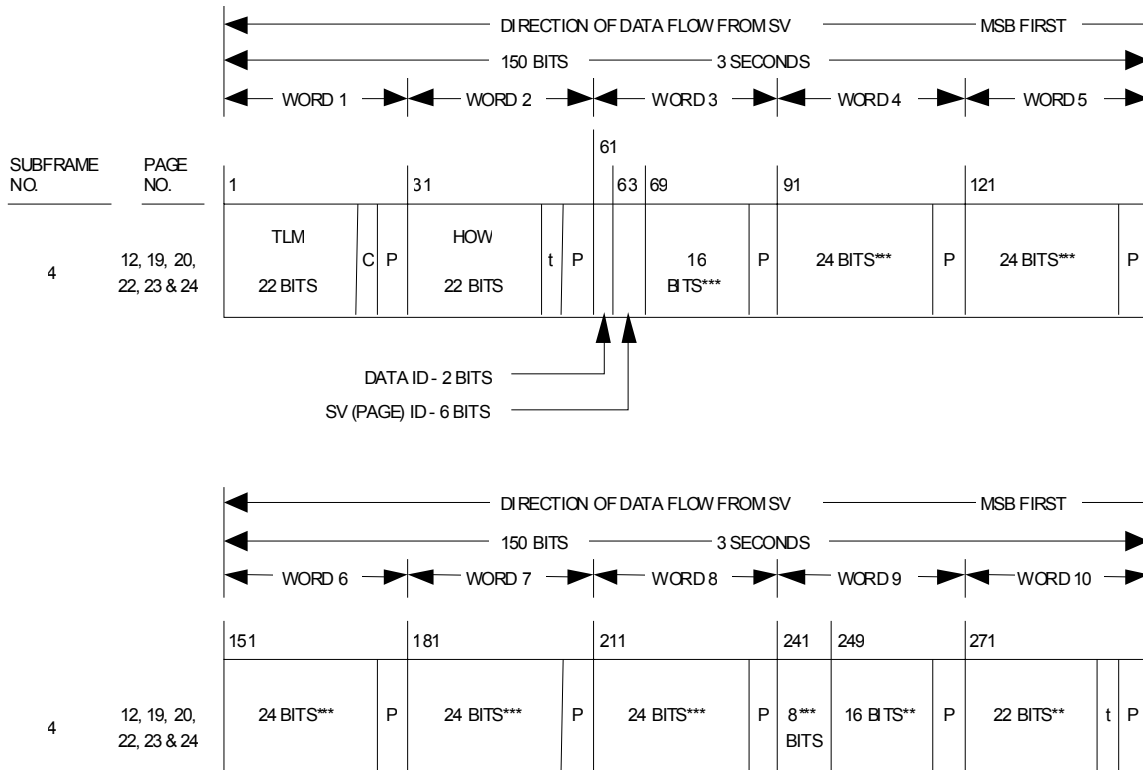 DIRECTION OF DATA FLOW FROM SV MSB FIRST
150 BITS 3 SECONDS
WORD 1 WORD 2 WORD 3 WORD 4 WORD 5
SUBFRAME NO.
PAGE NO.
1 31 61 63 69 91 121
4
12, 19, 20, 22, 23 & 24
TLM
22 BITS
C
P
HOW
22 BITS
t
P
16
BITS***
P
24 BITS***
P
24 BITS***
P
DATA ID - 2 BITS
SV (PAGE) ID - 6 BITS
DIRECTION OF DATA FLOW FROM SV MSB FIRST
150 BITS 3 SECONDS
WORD 6 WORD 7 WORD 8 WORD 9 WORD 10
151 181 211 241 249 271
4
12, 19, 20, 22, 23 & 24
24 BITS***
P
24 BITS***
P
24 BITS***
P
8***
BITS
16 BITS**
P
22 BITS**
t
P